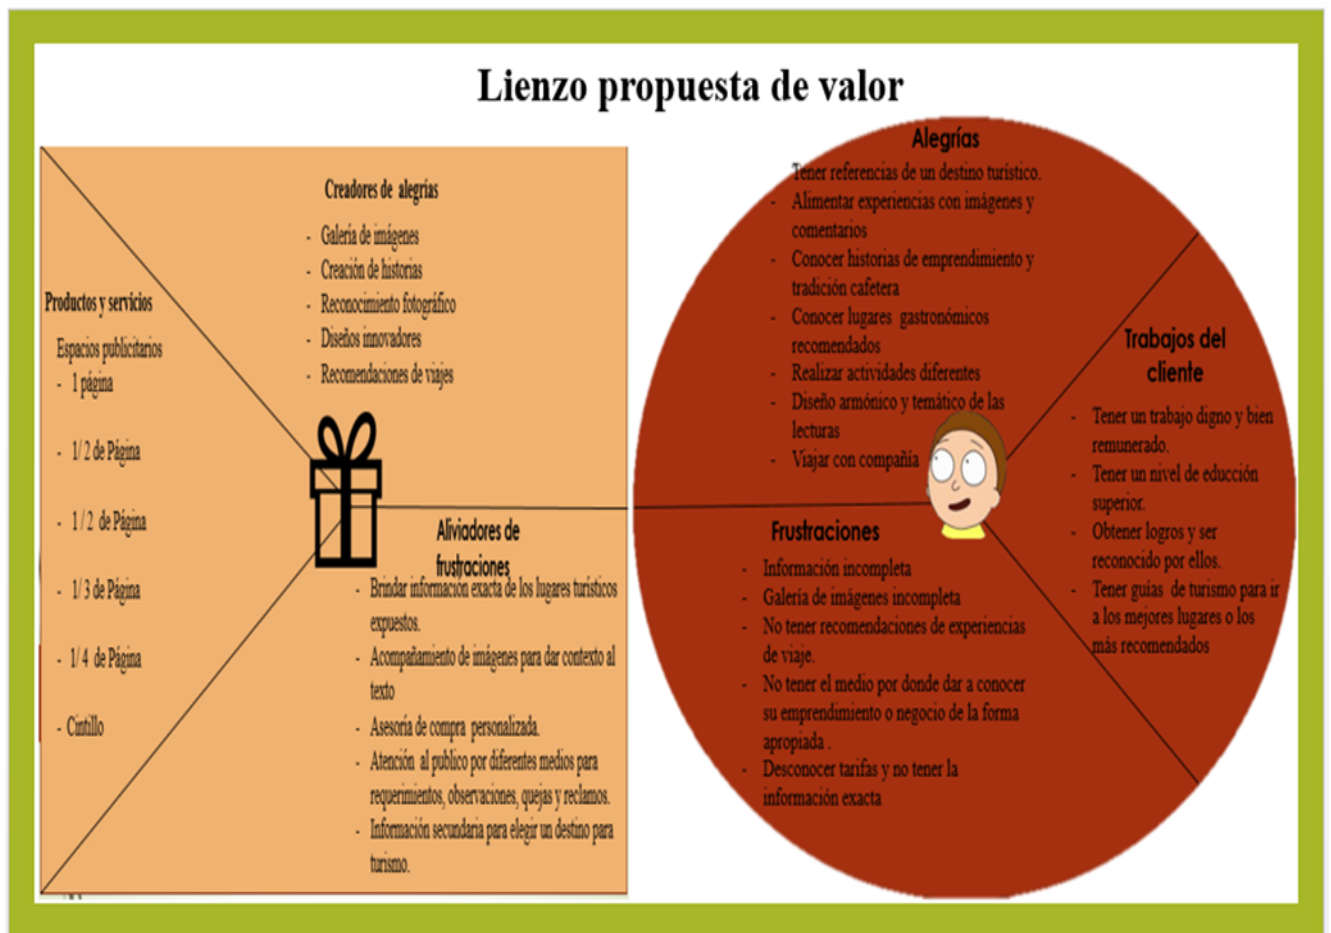 Lienzo propuesta de valor
Creadores de alegrías
- Galería de imágenes
- Creación de historias
- Reconocimiento fotográfico
- Diseños innovadores
- Recomendaciones de viajes
Productos y servicios
Espacios publicitarios
- 1 página
- 1/ 2 de Página
- 1 / 2 de Página
- 1/ 3 de Página
- 1/ 4 de Página
- Cintillo
Aliviadores de
frustraciones
- Brindar información exacta de los lugares turísticos
expuestos.
- Acompañamiento de imágenes para dar contexto al
texto
- Asesoría de compra personalizada.
- Atención al publico por diferentes medios para
requerimientos, observaciones, quejas y reclamos.
- Información secundaria para elegir un destino para
turismo.
Alegrías
Tener referencias de un destino turístico.
- Alimentar experiencias con imágenes y
comentarios
- Conocer historias de emprendimiento y
tradición cafetera
- Conocer lugares gastronómicos
recomendados
- Realizar actividades diferentes
- Diseño armónico y temático de las
lecturas
- Viajar con compañía
Trabajos del
cliente
- Tener un trabajo digno y bien
remunerado.
- Tener un nivel de educción
superior.
- Obtener logros y ser
reconocido por ellos.
- Tener guías de turismo para ir
a los mejores lugares o los
más recomendados
Frustraciones
- Información incompleta
- Galería de imágenes incompleta
- No tener recomendaciones de experiencias
de viaje.
- No tener el medio por donde dar a conocer
su emprendimiento o negocio de la forma
apropiada .
- Desconocer tarifas y no tener la
información exacta